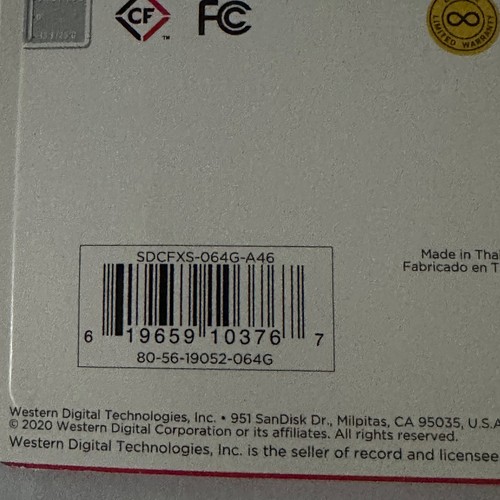 CF
FC
LIMITED WARRANTY
SDCFXS-064G-A46
6 19659 10376 7
80-56-19052-064G
Made in
Fabricado en
Western Digital Technologies, Inc. • 951 SanDisk Dr., Milpitas, CA 95035, U.S.A
© 2020 Western Digital Corporation or its affiliates. All rights reserved.
Western Digital Technologies, Inc. is the seller of record and licensee